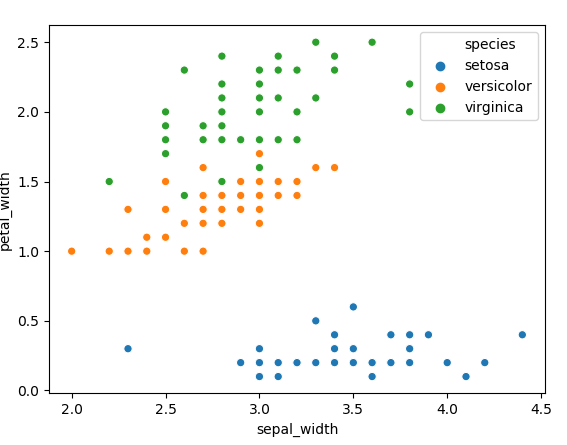 species
setosa
versicolor
virginica
2.5
2.0
1.5
1.0
0.5
0.0
petal_width
2.0 2.5 3.0 3.5 4.0 4.5
sepal_width